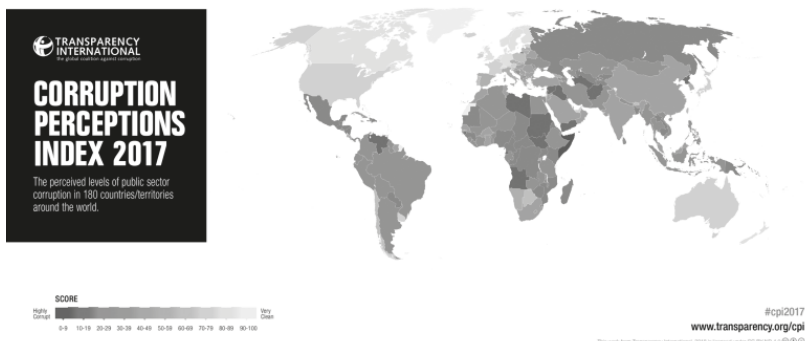 TRANSPARENCY
INTERNATIONAL
the global coalition against corruption
CORRUPTION
PERCEPTIONS
INDEX 2017
The perceived levels of public sector
corruption in 180 countries/territories
around the world.
SCORE
Highly
Corrupt
0-9 10-19 20-29 30-39 40-49 50-59 60-69 70-79 80-89 90-100
Very
Clean
#cpi2017
www.transparency.org/cpi